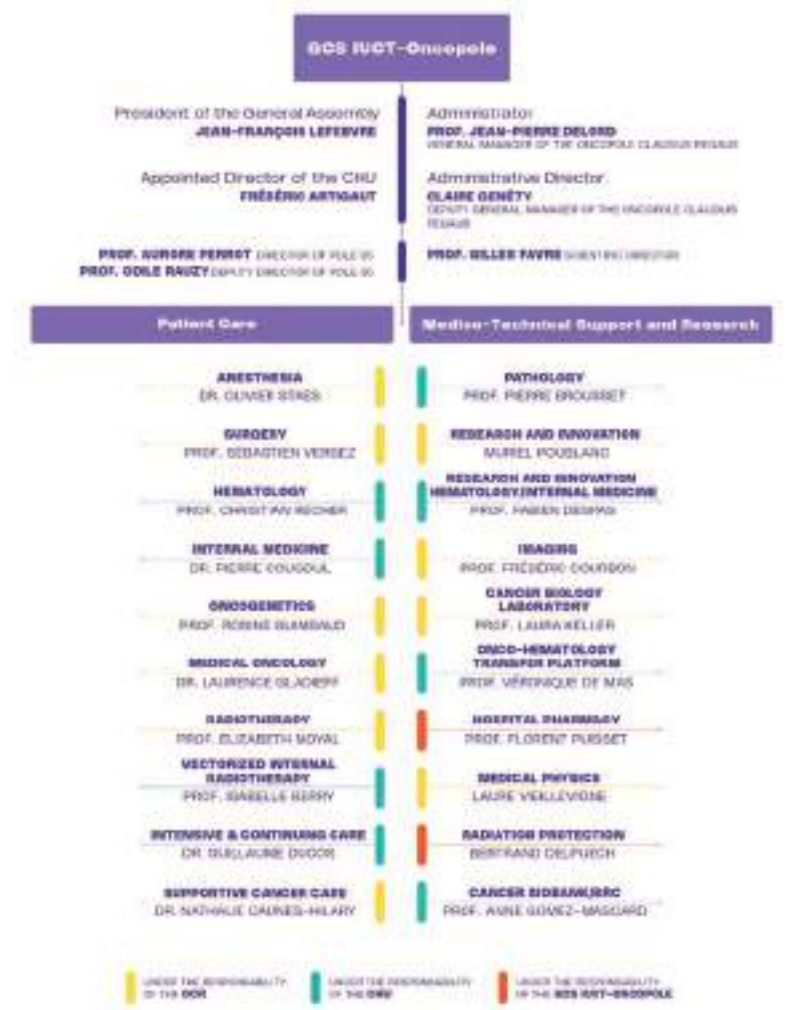 GCS IUCT-Oncopole
President of the General Assembly
JEAN-FRANÇOIS LEFEBVRE
Administrator
PROF. JEAN-PIERRE DELORD
GENERAL MANAGER OF THE ONCOPOLE CLAUDIUS REGAUD
Appointed Director of the CHU
FRÉDÉRIC ARTIGAUT
Administrative Director
CLAIRE GENÉTY
DEPUTY GENERAL MANAGER OF THE ONCOPOLE CLAUDIUS
REGAUD
PROF. AURORE PERROT DIRECTOR OF POLE
PROF. ODILE RAUZY DEPUTY DIRECTOR OF POLE
PROF. GILLES FAVRE SCIENTIFIC DIRECTOR
Patient Care
Medico-Technical Support and Research
ANESTHESIA
DR. OLIVIER STAES
SURGERY
PROF. SÉBASTIEN VERGEZ
HEMATOLOGY
PROF. CHRISTIAN RECHER
INTERNAL MEDICINE
DR. PIERRE COUGOUL
ONCOGENETICS
PROF. ROSINE GUIMBAUD
MEDICAL ONCOLOGY
DR. LAURENCE GLADIEFF
RADIOTHERAPY
PROF. ELIZABETH MOYAL
VECTORIZED INTERNAL
RADIOTHERAPY
PROF. ISABELLE BERRY
INTENSIVE & CONTINUING CARE
DR. GUILLAUME DUCOS
SUPPORTIVE CANCER CARE
DR. NATHALIE CAUNES-HILARY
PATHOLOGY
PROF. PIERRE BROUSSET
RESEARCH AND INNOVATION
MURIEL POUBLANC
RESEARCH AND INNOVATION
HEMATOLOGY/INTERNAL MEDICINE
PROF. FABIEN DESPAS
IMAGING
PROF. FRÉDÉRIC COURBON
CANCER BIOLOGY
LABORATORY
PROF. LAURA KELLER
ONCO-HEMATOLOGY
TRANSFER PLATFORM
PROF. VÉRONIQUE DE MAS
HOSPITAL PHARMACY
PROF. FLORENT PUISSET
MEDICAL PHYSICS
LAURE VIEILLEVIGNE
RADIATION PROTECTION
BERTRAND DELPUECH
CANCER BIOBANK/BRC
PROF. ANNE GOMEZ-MASCARD
UNDER THE RESPONSABILITY
OF THE OCR
UNDER THE RESPONSABILITY
OF THE CHU
UNDER THE RESPONSABILITY
OF THE GCS IUCT-ONCOPOLE